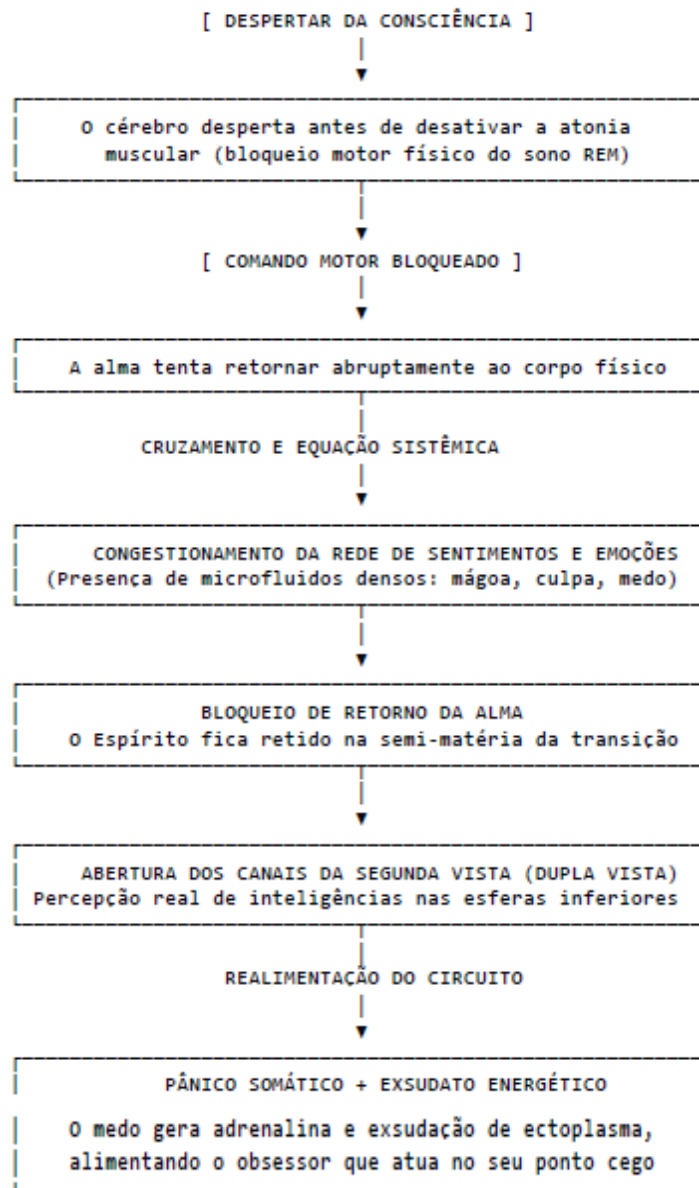 [ DESPERTAR DA CONSCIÊNCIA ]
O cérebro desperta antes de desativar a atonia
muscular (bloqueio motor físico do sono REM)
[ COMANDO MOTOR BLOQUEADO ]
A alma tenta retornar abruptamente ao corpo físico
CRUZAMENTO E EQUAÇÃO SISTÊMICA
CONGESTIONAMENTO DA REDE DE SENTIMENTOS E EMOÇÕES
(Presença de microfluidos densos: mágoa, culpa, medo)
BLOQUEIO DE RETORNO DA ALMA
O Espírito fica retido na semi-matéria da transição
ABERTURA DOS CANAIS DA SEGUNDA VISTA (DUPLA VISTA)
Percepção real de inteligências nas esferas inferiores
REALIMENTAÇÃO DO CIRCUITO
PÂNICO SOMÁTICO + EXSUDATO ENERGÉTICO
O medo gera adrenalina e exsudação de ectoplasma,
alimentando o obsessor que atua no seu ponto cego